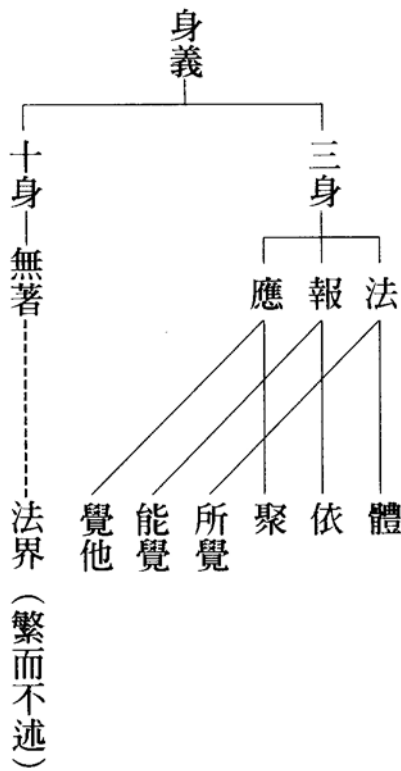 身義
三身
法
報
應
體
依
聚
所覺
能覺
覺他
十身
無著
法界（繁而不述）